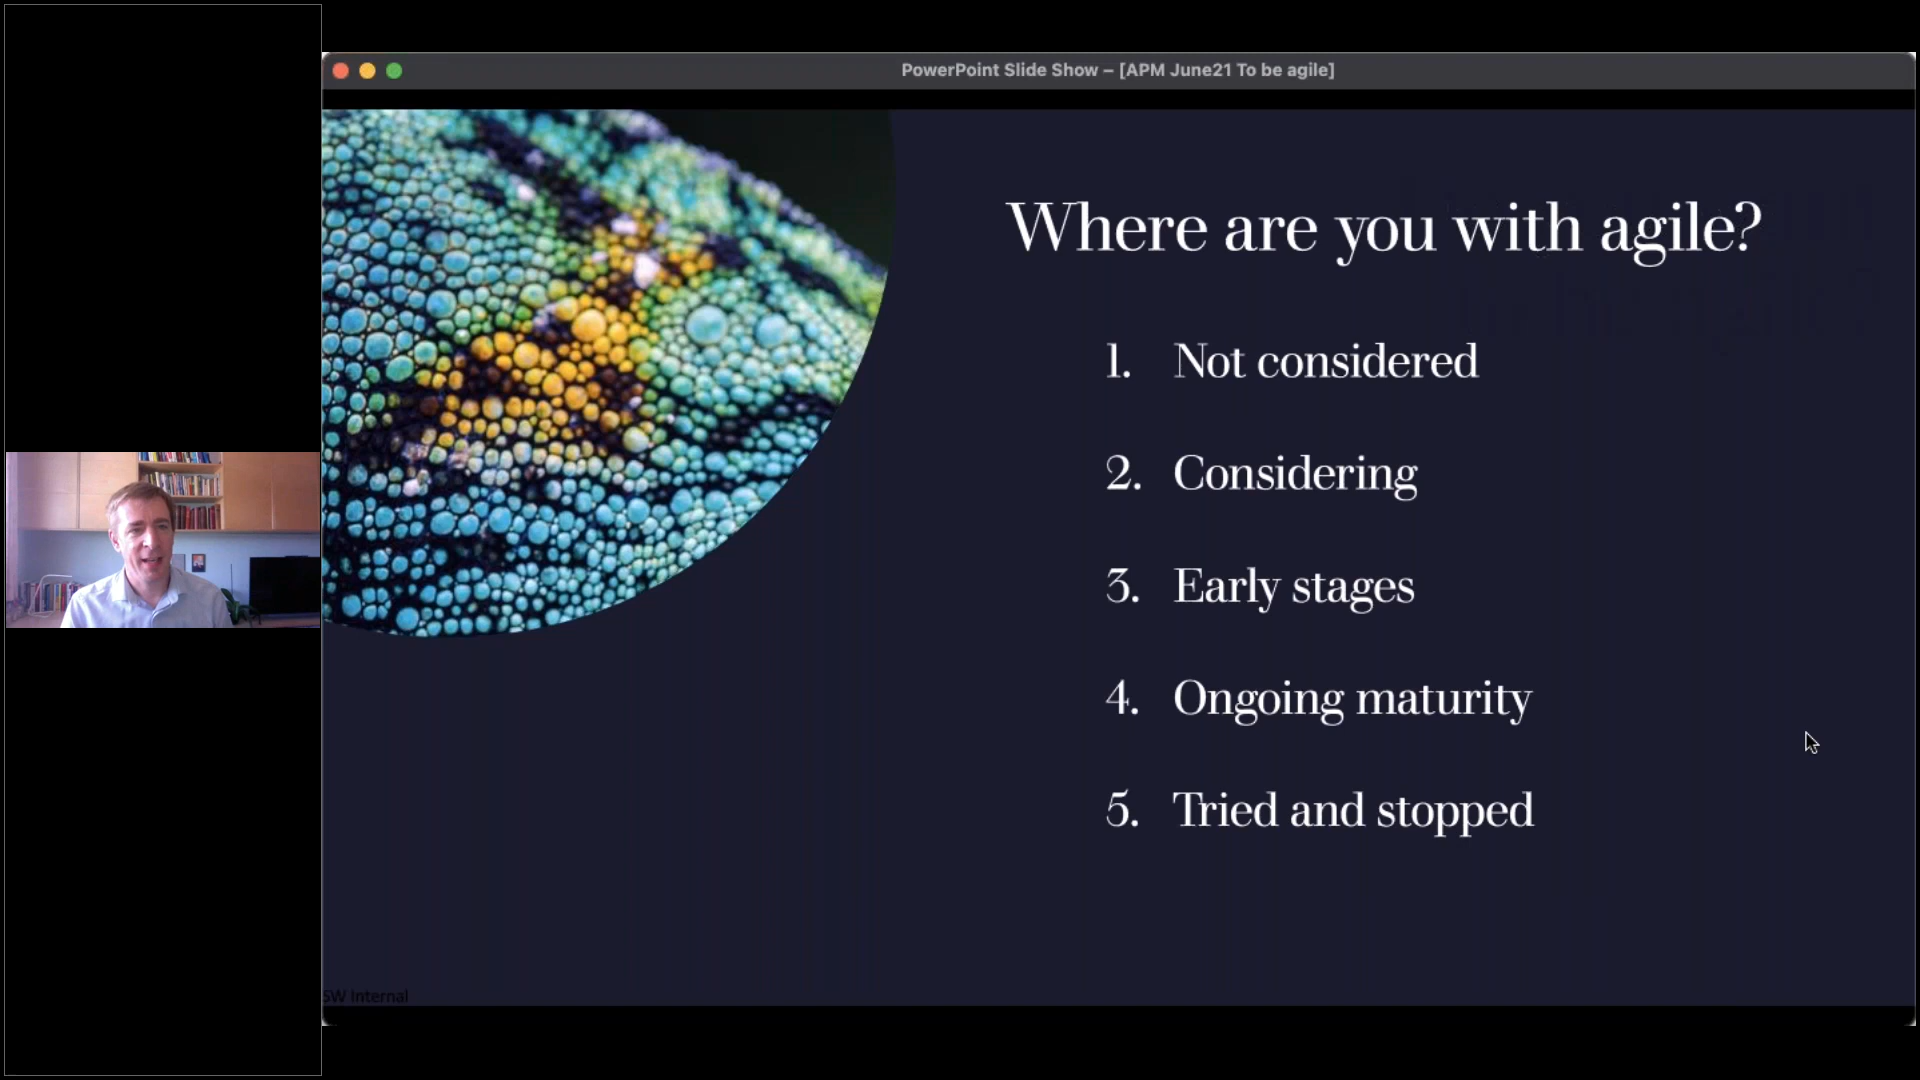 PowerPoint Slide Show – [APM June21 To be agile]
Where are you with agile?
1. Not considered
2. Considering
3. Early stages
4. Ongoing maturity
5. Tried and stopped
SW Internal